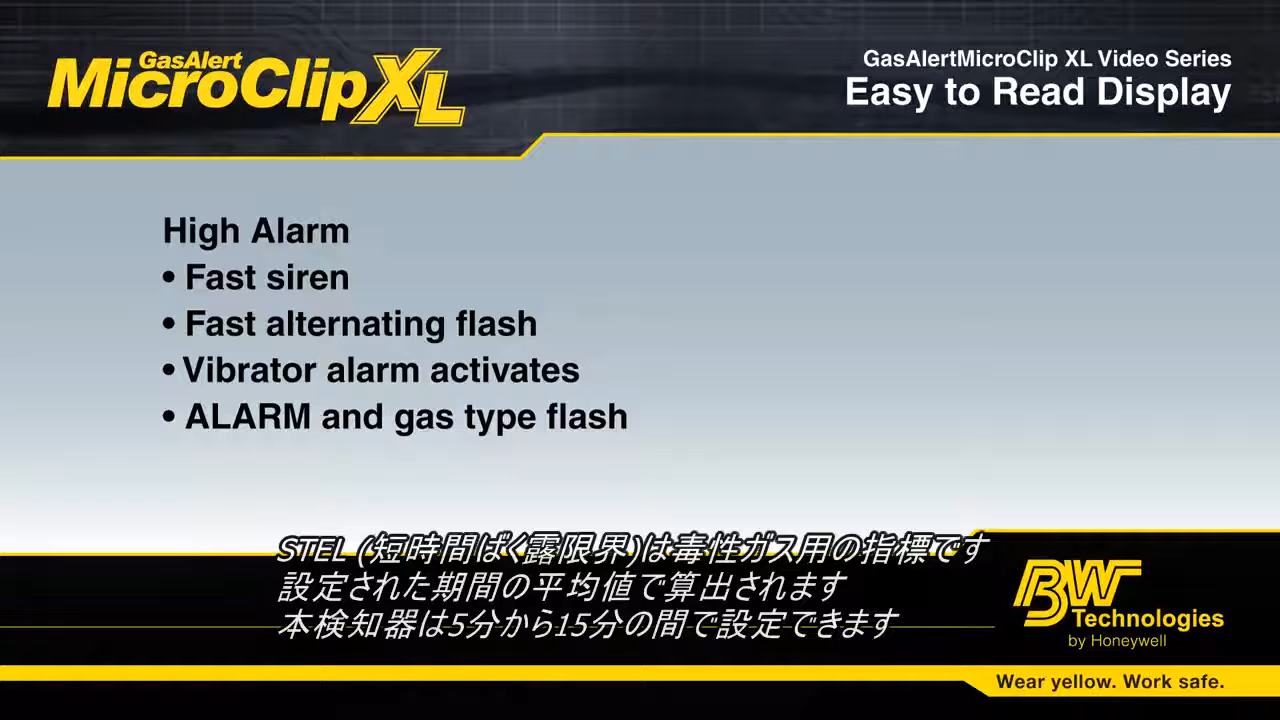 GasAlert
MicroClip XL
GasAlertMicroClip XL Video Series
Easy to Read Display
High Alarm
• Fast siren
• Fast alternating flash
• Vibrator alarm activates
• ALARM and gas type flash
STEL (短時間ばく露限界)は毒性ガス用の指標です
設定された期間の平均値で算出されます
本検知器は5分から15分の間で設定できます
BW
Technologies
by Honeywell
Wear yellow. Work safe.